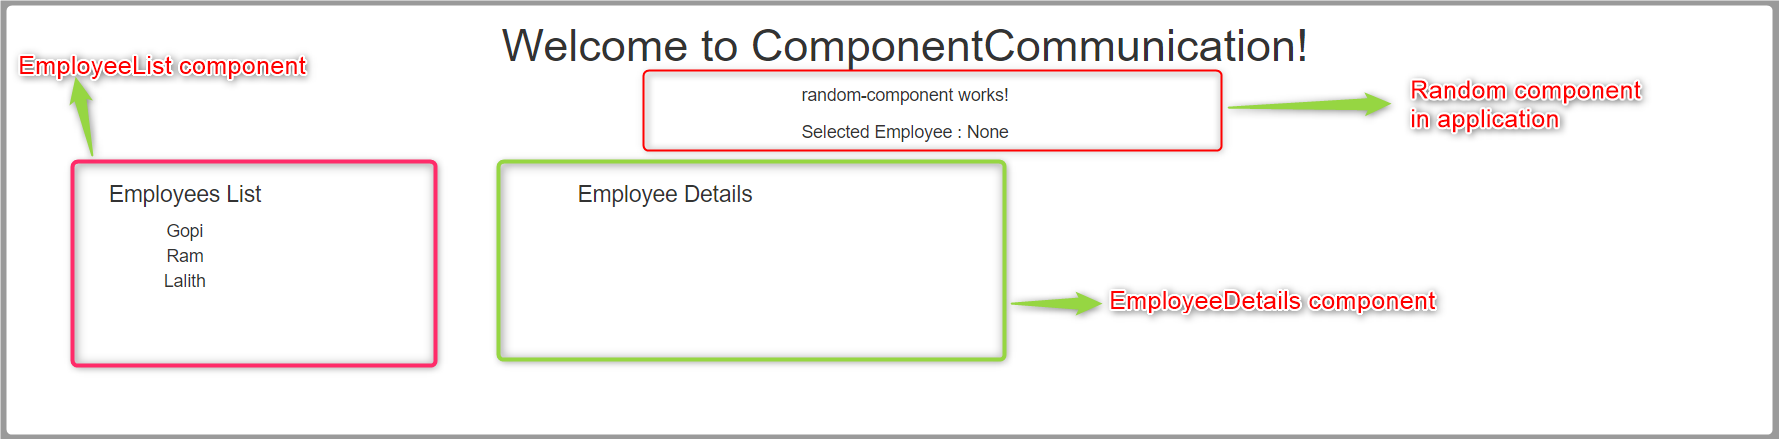 Welcome to ComponentCommunication!
EmployeeList component
random-component works!
Selected Employee : None
Random component
in application
Employees List
Gopi
Ram
Lalith
Employee Details
EmployeeDetails component